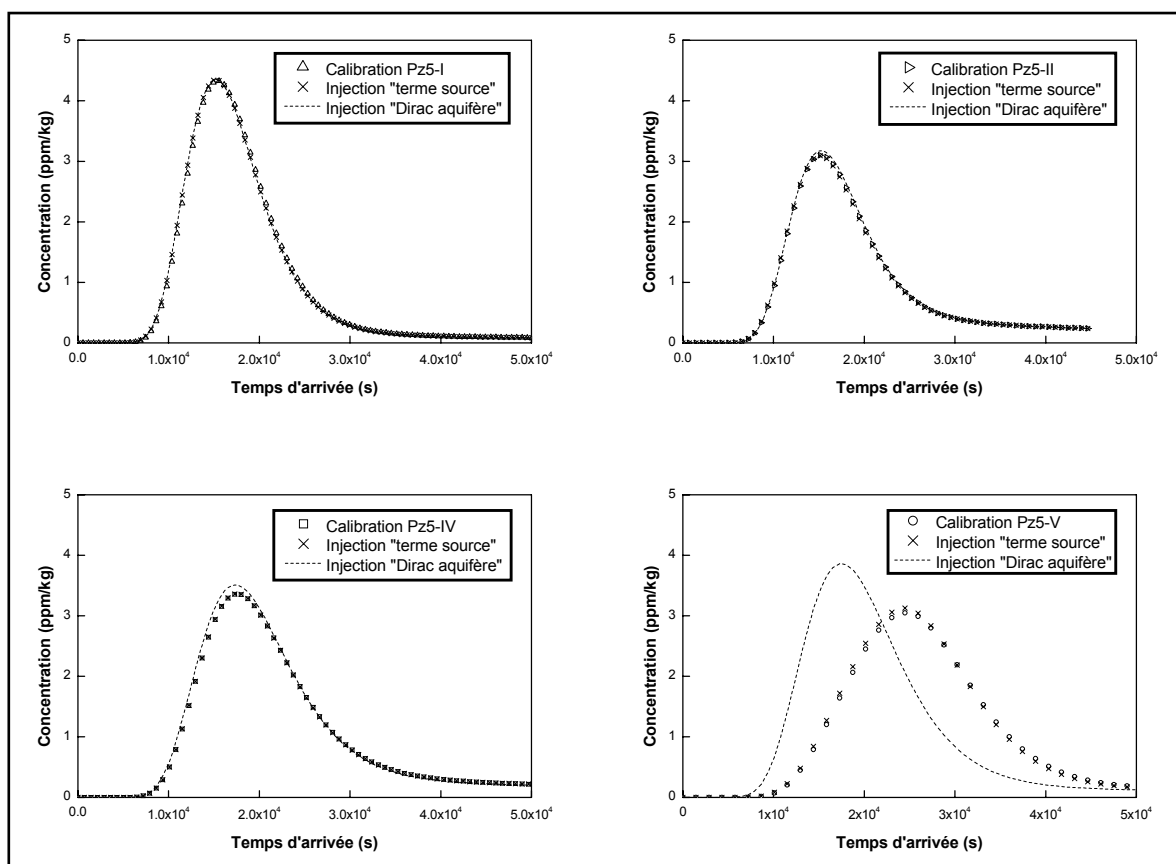 5
4
3
2
1
0
Concentration (ppm/kg)
Calibration Pz5-I
Injection "terme source"
Injection "Dirac aquifère"
0.0
1.0x10⁴
2.0x10⁴
3.0x10⁴
4.0x10⁴
5.0x10⁴
Temps d'arrivée (s)
5
4
3
2
1
0
Concentration (ppm/kg)
Calibration Pz5-II
Injection "terme source"
Injection "Dirac aquifère"
0.0
1.0x10⁴
2.0x10⁴
3.0x10⁴
4.0x10⁴
5.0x10⁴
Temps d'arrivée (s)
5
4
3
2
1
0
Concentration (ppm/kg)
Calibration Pz5-IV
Injection "terme source"
Injection "Dirac aquifère"
0.0
1.0x10⁴
2.0x10⁴
3.0x10⁴
4.0x10⁴
5.0x10⁴
Temps d'arrivée (s)
5
4
3
2
1
0
Concentration (ppm/kg)
Calibration Pz5-V
Injection "terme source"
Injection "Dirac aquifère"
0
1x10⁴
2x10⁴
3x10⁴
4x10⁴
5x10⁴
Temps d'arrivée (s)